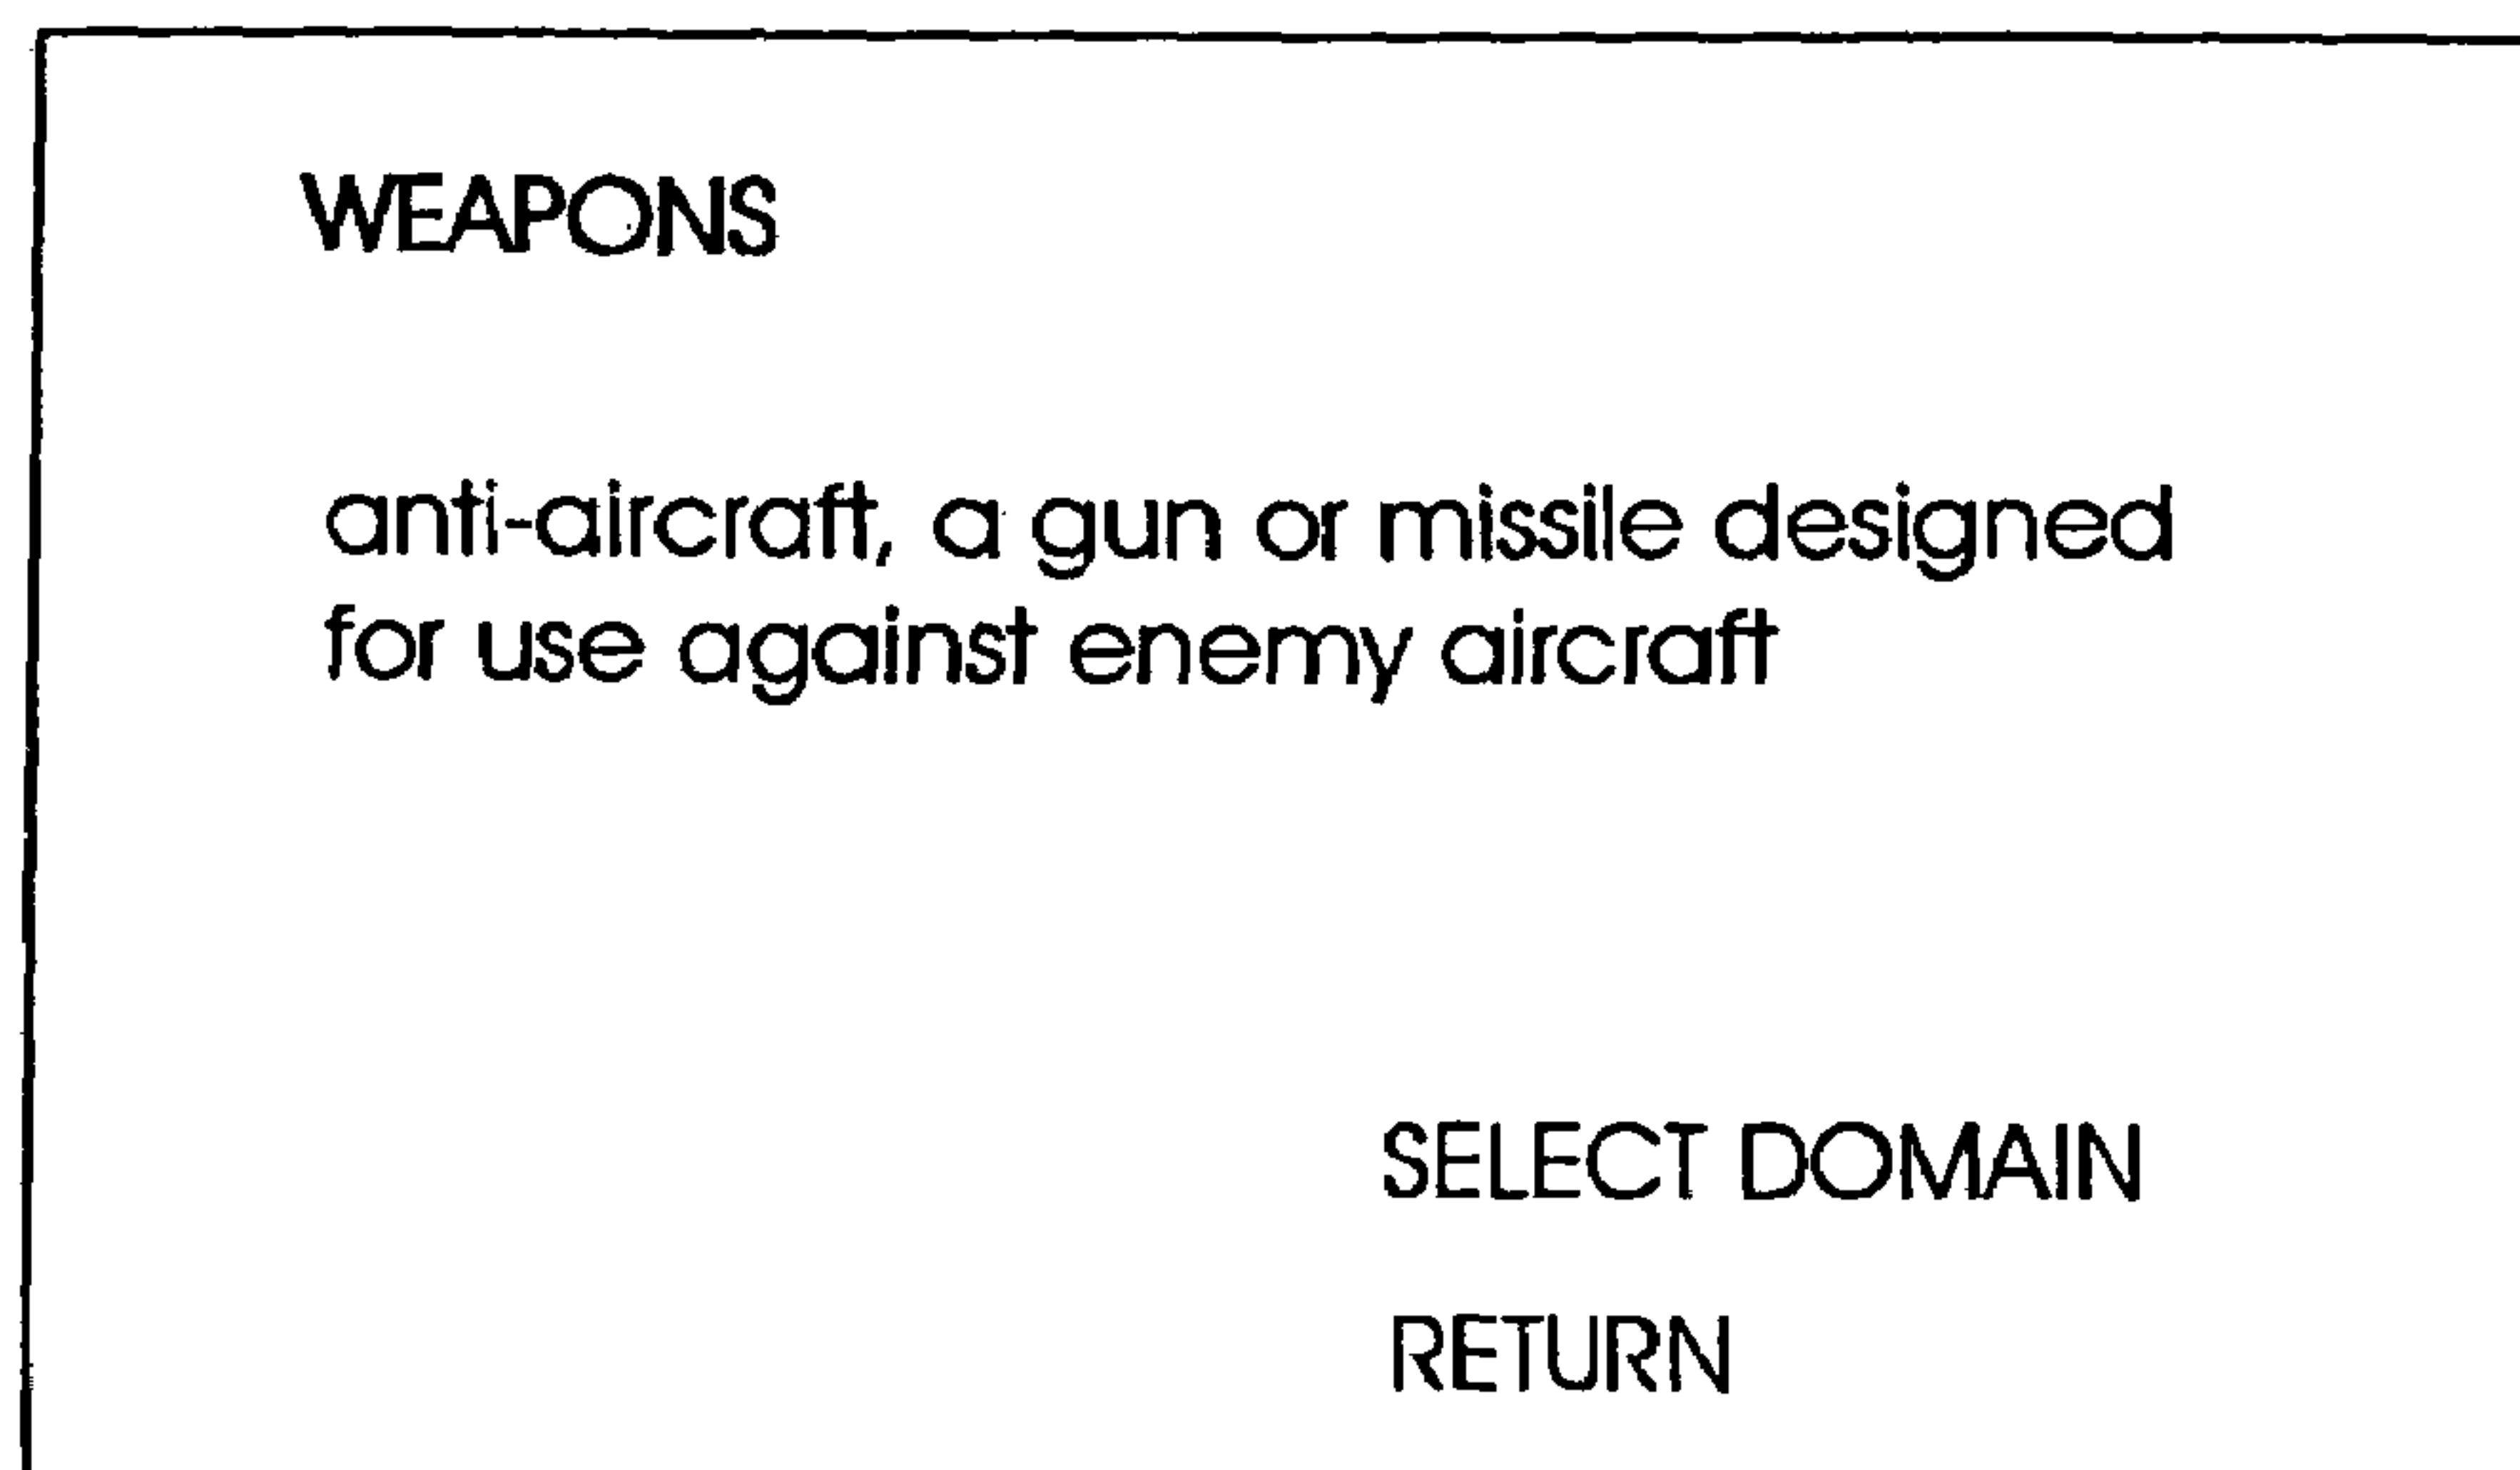 WEAPONS
anti-aircraft, a gun or missile designed
for use against enemy aircraft
SELECT DOMAIN
RETURN